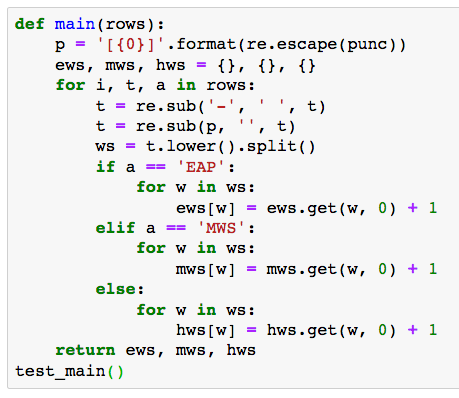 def main(rows):
    p = '[{0}]'.format(re.escape(punc))
    ews, mws, hws = {}, {}, {}
    for i, t, a in rows:
        t = re.sub('-', ' ', t)
        t = re.sub(p, '', t)
        ws = t.lower().split()
        if a == 'EAP':
            for w in ws:
                ews[w] = ews.get(w, 0) + 1
        elif a == 'MWS':
            for w in ws:
                mws[w] = mws.get(w, 0) + 1
        else:
            for w in ws:
                hws[w] = hws.get(w, 0) + 1
    return ews, mws, hws
test_main()